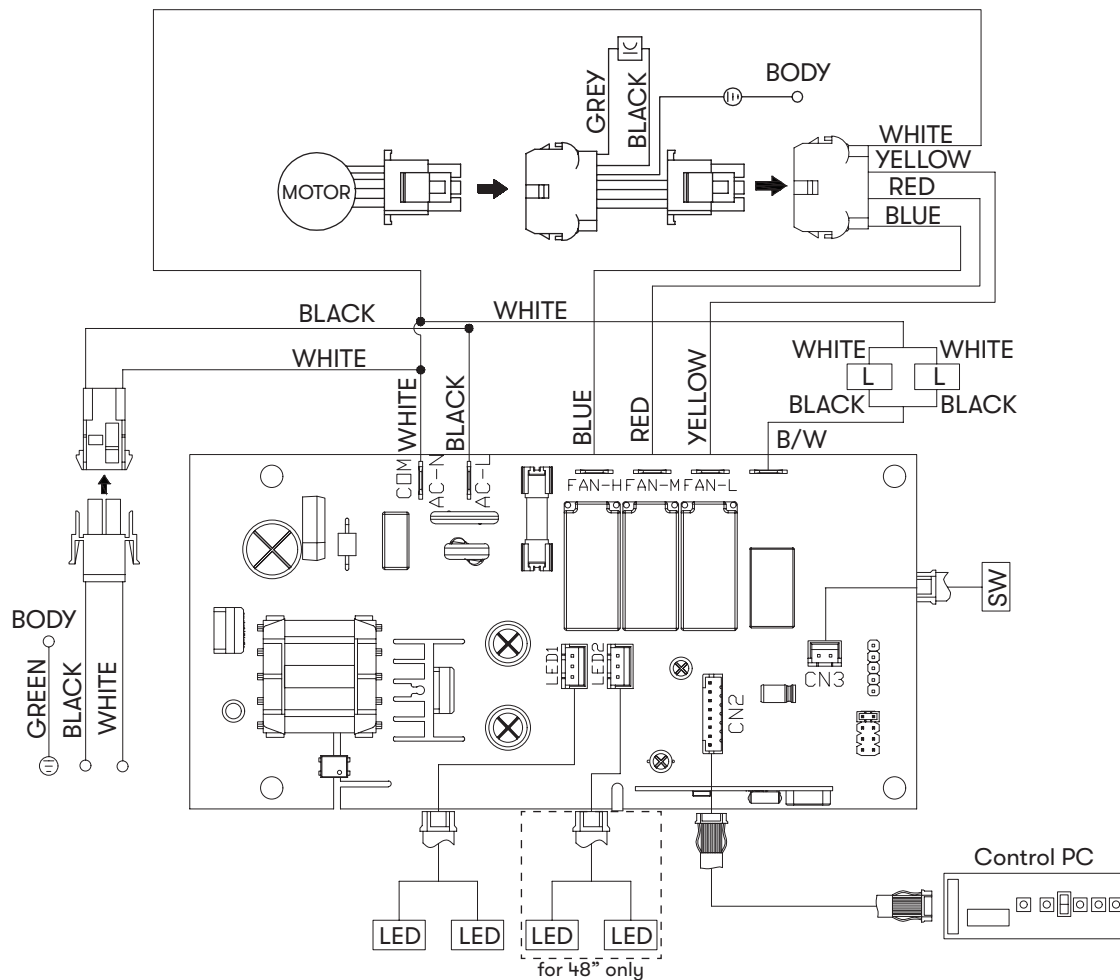 GREY
BLACK
BODY
MOTOR
WHITE
YELLOW
RED
BLUE
BLACK
WHITE
WHITE
WHITE
WHITE
L
L
BLACK
BLACK
B/W
WHITE
BLACK
BLUE
RED
YELLOW
COM
AC-N
AC-L
FAN-H
FAN-M
FAN-L
SW
BODY
GREEN
BLACK
WHITE
LED1
LED2
CN3
CN2
Control PC
LED
LED
LED
LED
for 48” only